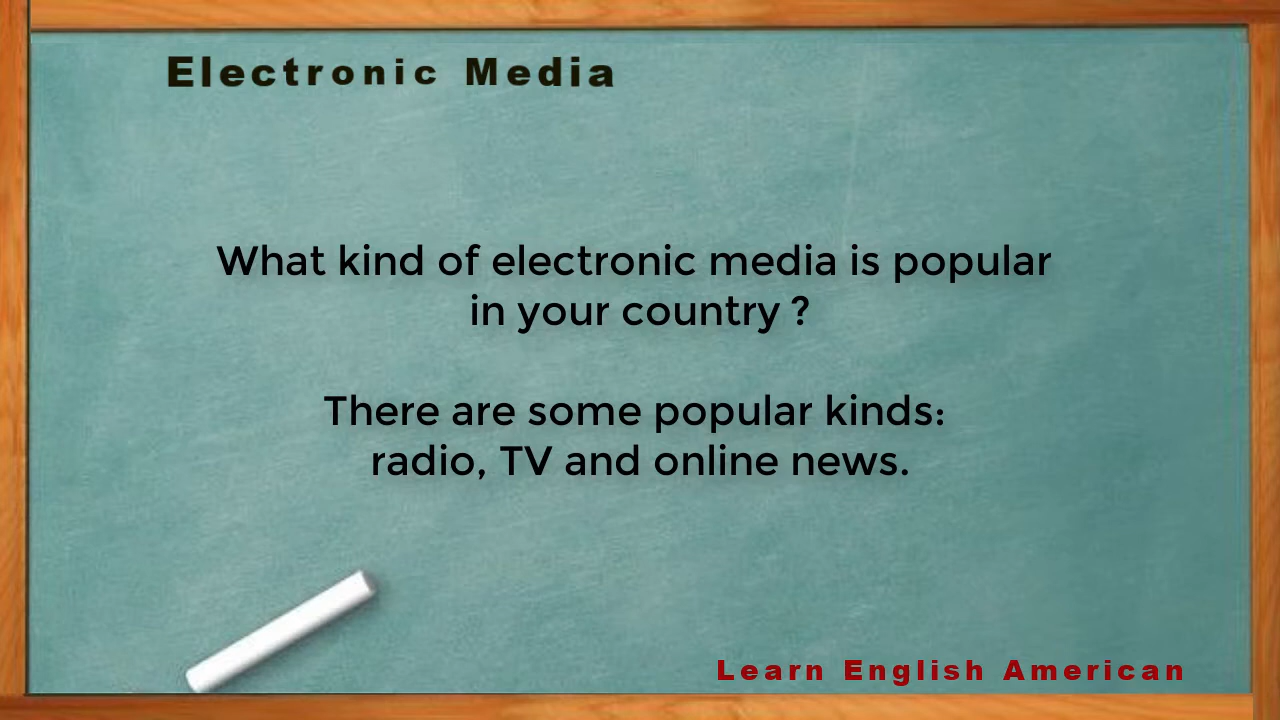 Electronic Media
What kind of electronic media is popular
in your country ?
There are some popular kinds:
radio, TV and online news.
Learn English American